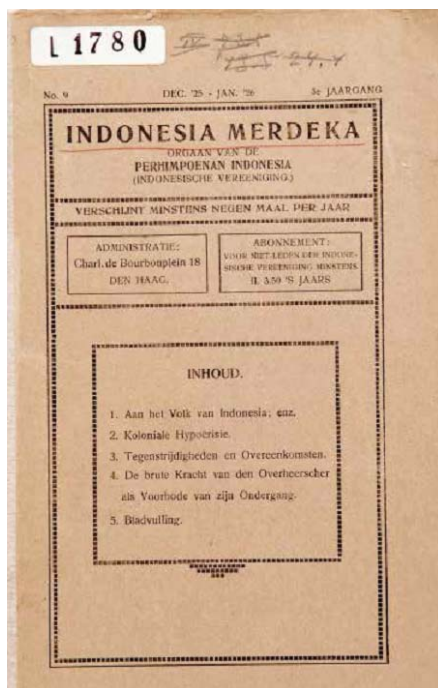 L 1780
No. 9 DEC. '25 - JAN. '26 3e JAARGANG
INDONESIA MERDEKA
ORGAAN VAN DE
PERHIMPOENAN INDONESIA
(INDONESISCHE VEREENIGING.)
VERSCHIJNT MINSTENS NEGEN MAAL PER JAAR
ADMINISTRATIE:
Charl. de Bourbonplein 18
DEN HAAG.
ABONNEMENT:
VOOR NIET-LEDEN DER INDONE-
SISCHE VEREENIGING MINSTENS
fl. 3.50 'S JAARS
INHOUD.
1. Aan het Volk van Indonesia; enz.
2. Koloniale Hypocrisie.
3. Tegenstrijdigheden en Overeenkomsten.
4. De brute Kracht van den Overheerscher
als Voorbode van zijn Ondergang.
5. Bladvulling.